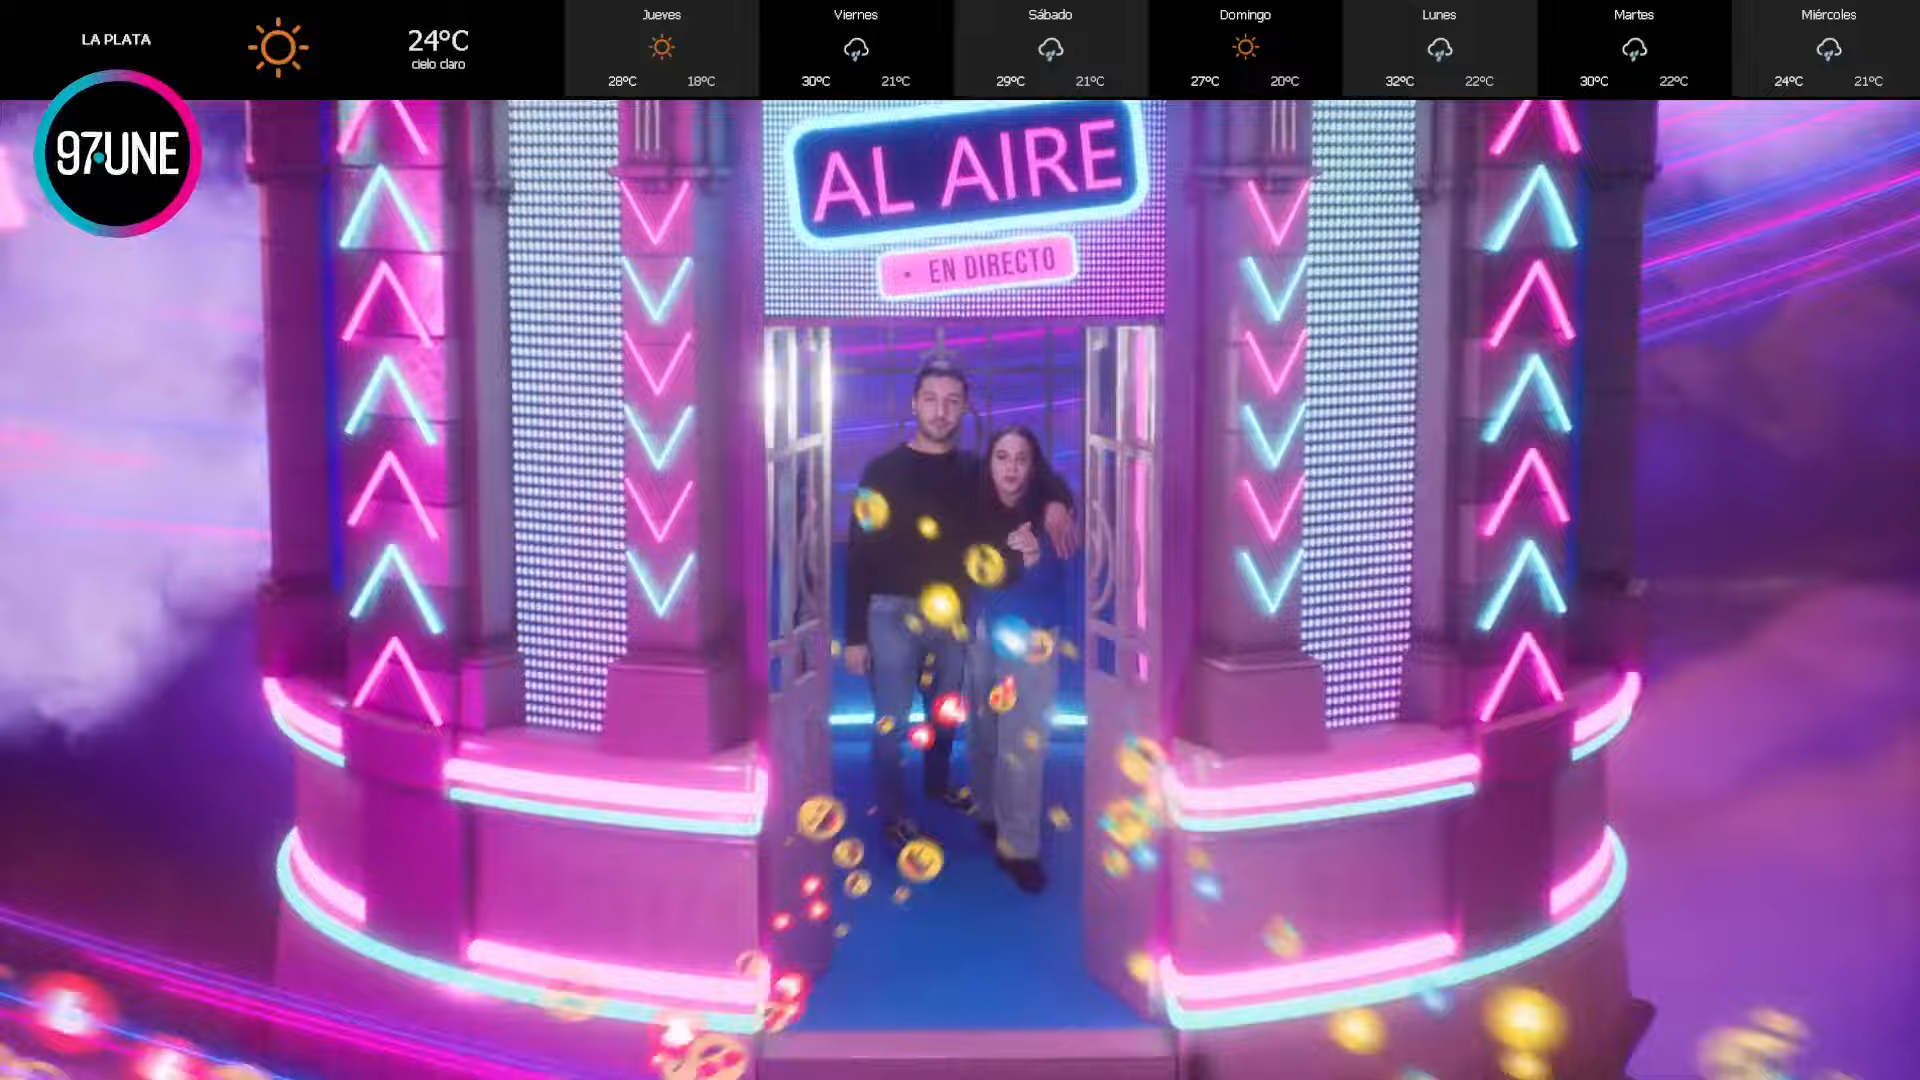 LA PLATA
24°C
cielo claro
Jueves
28°C 18°C
Viernes
30°C 21°C
Sábado
29°C 21°C
Domingo
27°C 20°C
Lunes
32°C 22°C
Martes
30°C 22°C
Miércoles
24°C 21°C
97UNE
AL AIRE
• EN DIRECTO